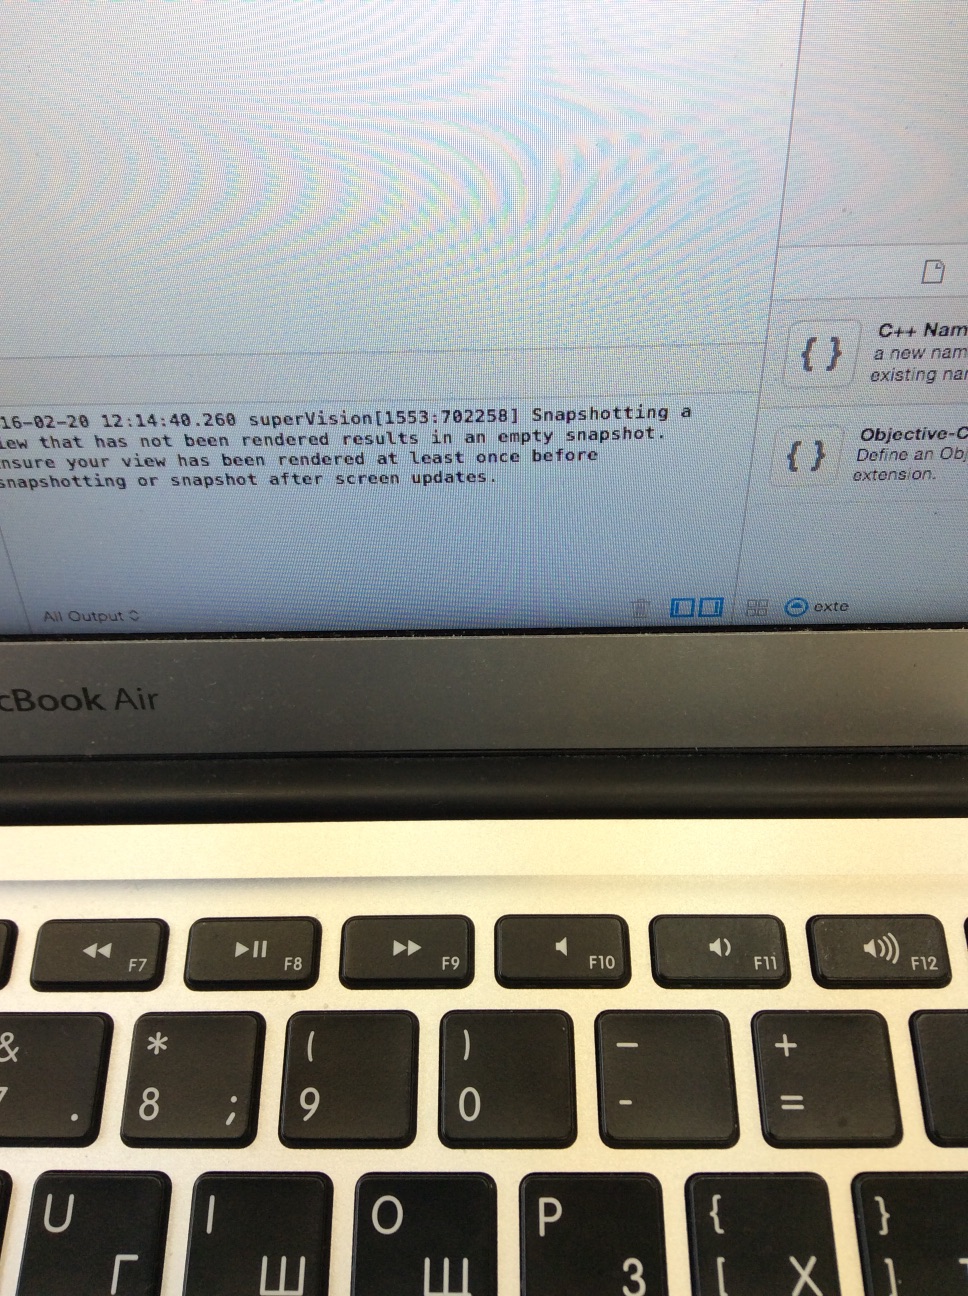 16-02-20 12:14:40.260 superVision[1553:702258] Snapshotting a
iew that has not been rendered results in an empty snapshot.
nsure your view has been rendered at least once before
snapshotting or snapshot after screen updates.
All Output
{ } C++ Nam
a new nam
existing nar
{ } Objective-C
Define an Obj
extension.
exte
cBook Air
F7 F8 F9 F10 F11 F12
& * ( ) — +
7 . 8 ; 9 0 - =
U I O P { }
Г Ш Щ З [ Х ]